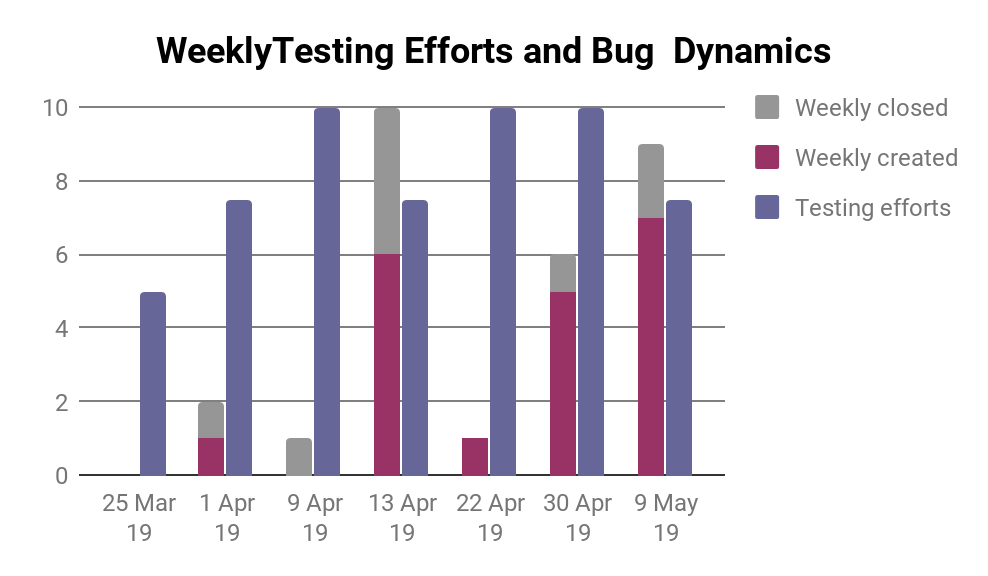 WeeklyTesting Efforts and Bug  Dynamics
10
8
6
4
2
0
25 Mar 19
1 Apr 19
9 Apr 19
13 Apr 19
22 Apr 19
30 Apr 19
9 May 19
Weekly closed
Weekly created
Testing efforts